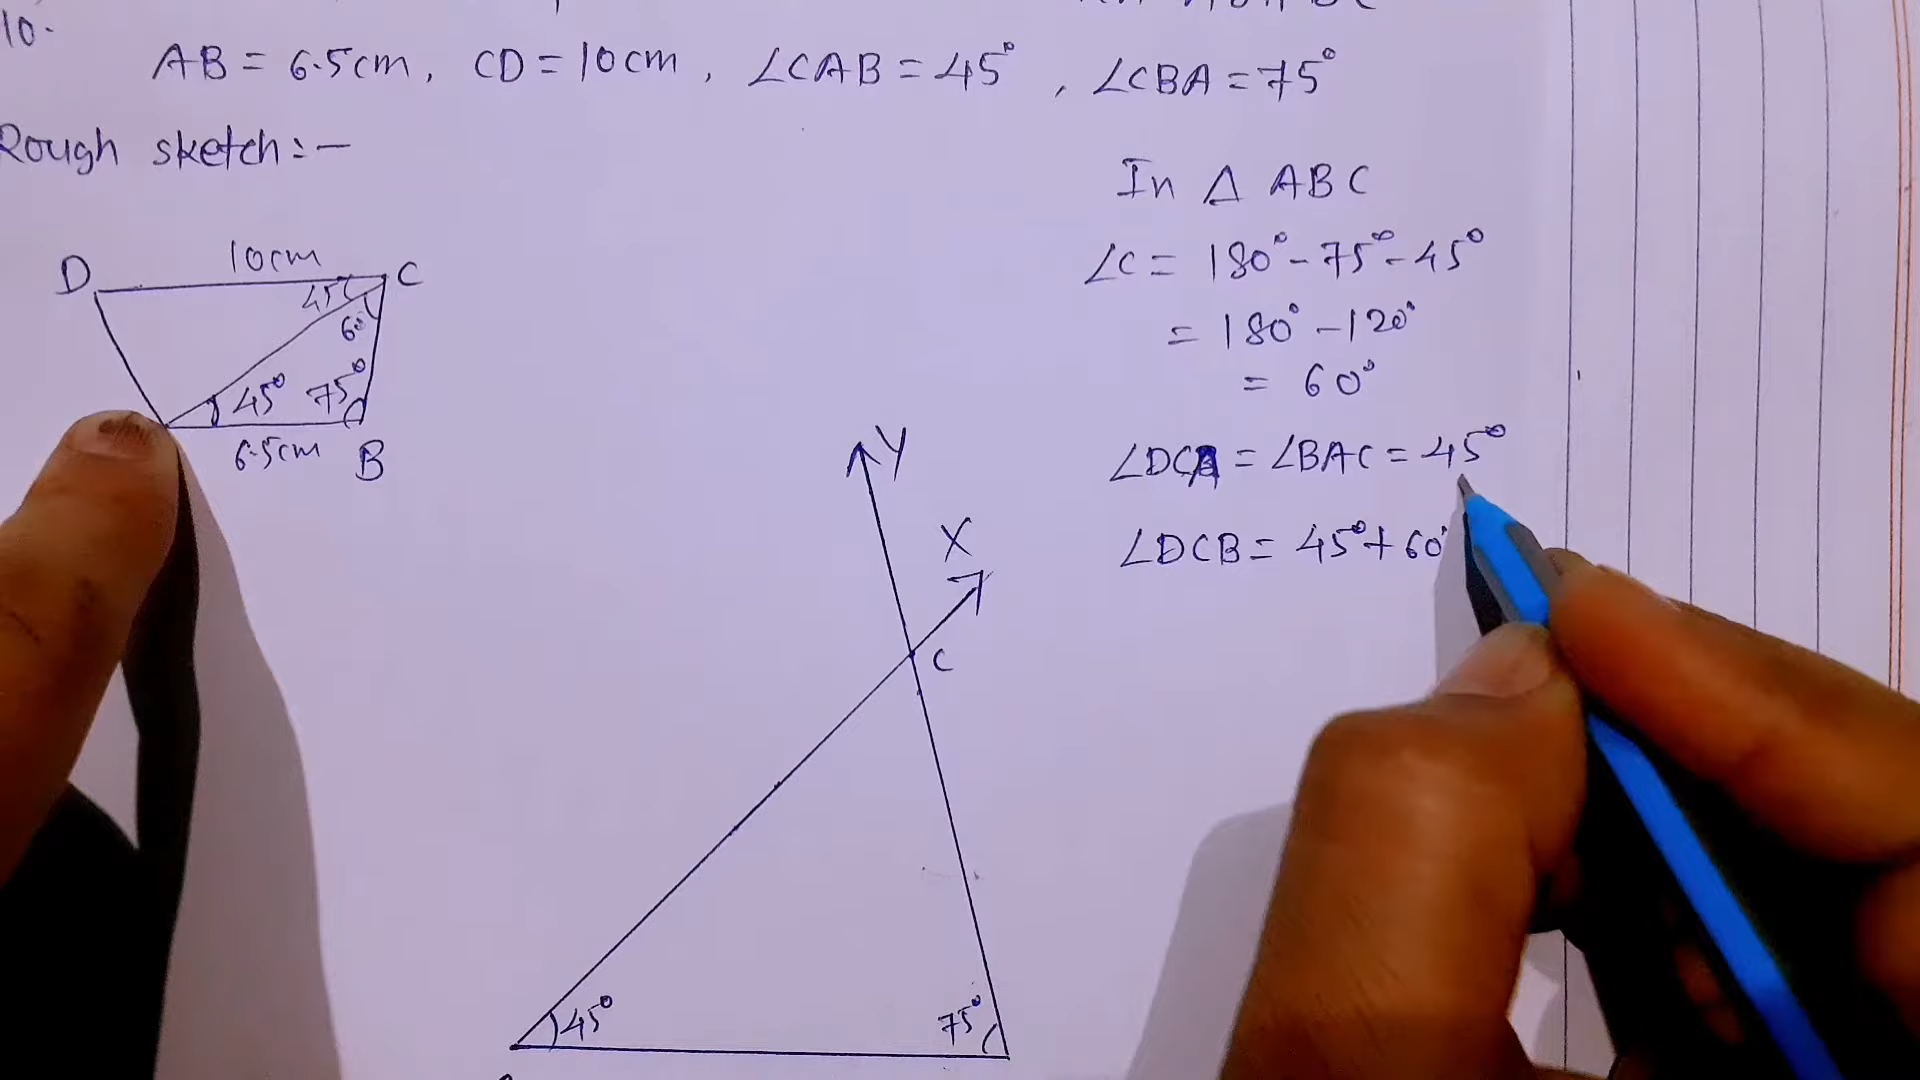 10.
AB = 6.5cm, CD = 10cm, ∠CAB = 45°, ∠CBA = 75°
Rough sketch:-
In △ ABC
∠C = 180° - 75° - 45°
= 180° - 120°
= 60°
∠DCA = ∠BAC = 45°
∠DCB = 45° + 60°
10cm
D
C
45
60
45°
75°
6.5cm
B
Y
X
C
45°
75°